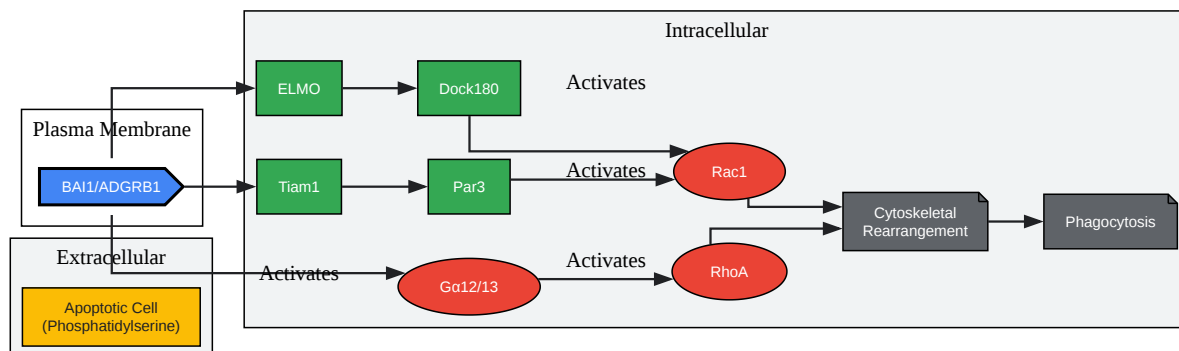 Intracellular
ELMO
Dock180
Activates
Plasma Membrane
BAI1/ADGRB1
Tiam1
Par3
Activates
Rac1
Cytoskeletal
Rearrangement
Phagocytosis
Extracellular
Activates
Gα12/13
Activates
RhoA
Apoptotic Cell
(Phosphatidylserine)